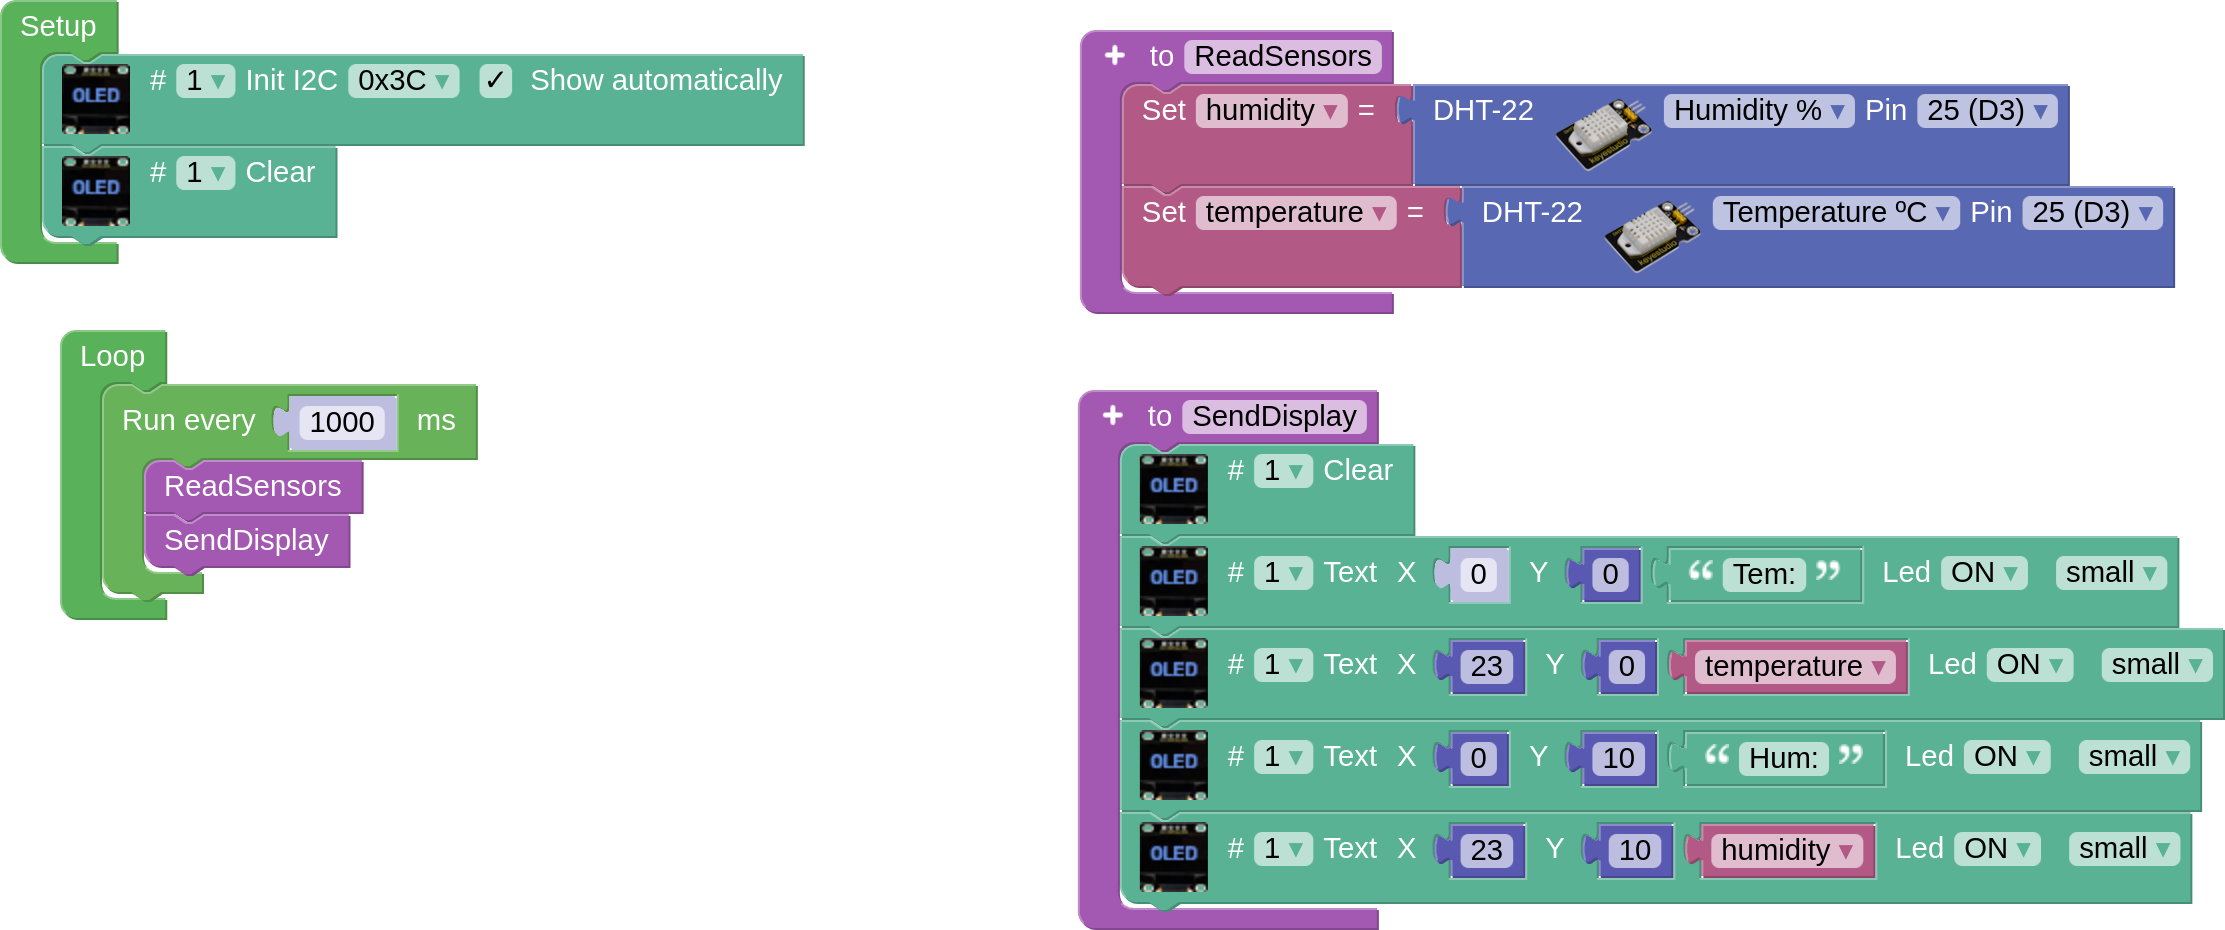 Setup
OLED # 1 ▾ Init I2C 0x3C ▾ ✓ Show automatically
OLED # 1 ▾ Clear
Loop
Run every 1000 ms
ReadSensors
SendDisplay
+ to ReadSensors
Set humidity ▾ = DHT-22 keyestudio Humidity % ▾ Pin 25 (D3) ▾
Set temperature ▾ = DHT-22 keyestudio Temperature ºC ▾ Pin 25 (D3) ▾
+ to SendDisplay
OLED # 1 ▾ Clear
OLED # 1 ▾ Text X 0 Y 0 “ Tem: ” Led ON ▾ small ▾
OLED # 1 ▾ Text X 23 Y 0 temperature ▾ Led ON ▾ small ▾
OLED # 1 ▾ Text X 0 Y 10 “ Hum: ” Led ON ▾ small ▾
OLED # 1 ▾ Text X 23 Y 10 humidity ▾ Led ON ▾ small ▾